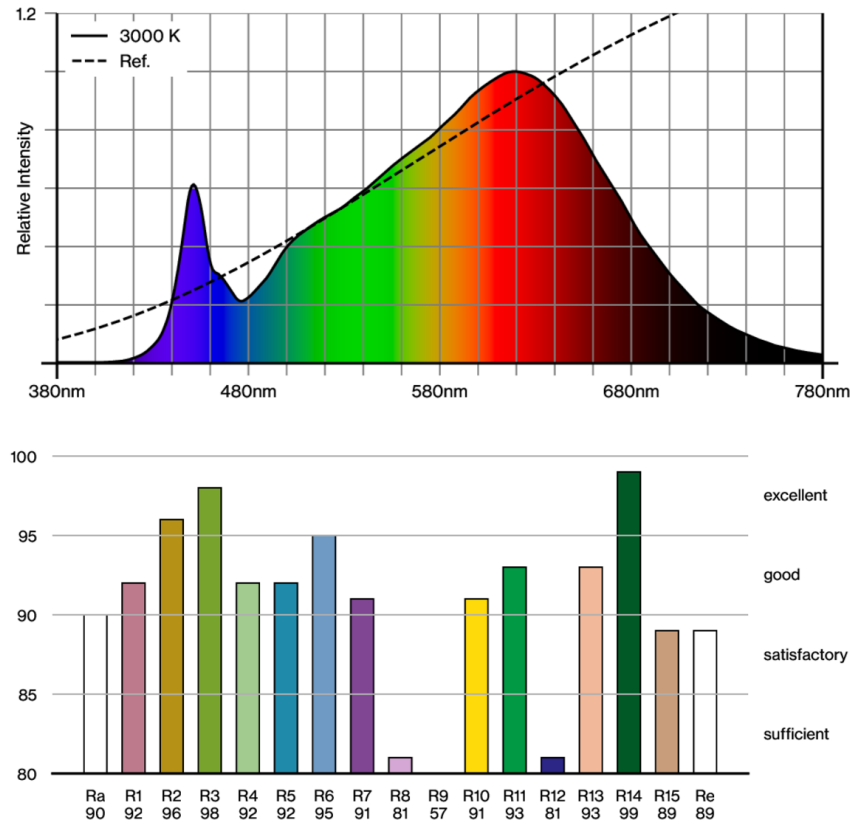 1.2
3000 K
Ref.
Relative Intensity
380nm 480nm 580nm 680nm 780nm
100
excellent
95
good
90
satisfactory
85
sufficient
80
Ra R1 R2 R3 R4 R5 R6 R7 R8 R9 R10 R11 R12 R13 R14 R15 Re
90 92 96 98 92 92 95 91 81 57 91 93 81 93 99 89 89